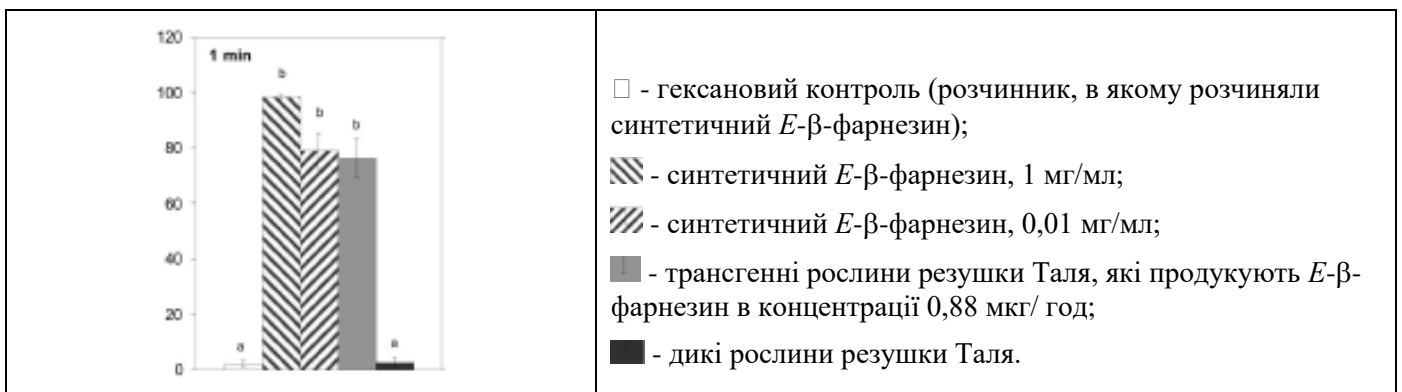 120
1 min
b
100
b
b
80
60
40
20
a
a
0
□ - гексановий контроль (розчинник, в якому розчиняли
синтетичний Е-β-фарнезин);
- синтетичний Е-β-фарнезин, 1 мг/мл;
- синтетичний Е-β-фарнезин, 0,01 мг/мл;
- трансгенні рослини резушки Таля, які продукують Е-β-
фарнезин в концентрації 0,88 мкг/ год;
- дикі рослини резушки Таля.